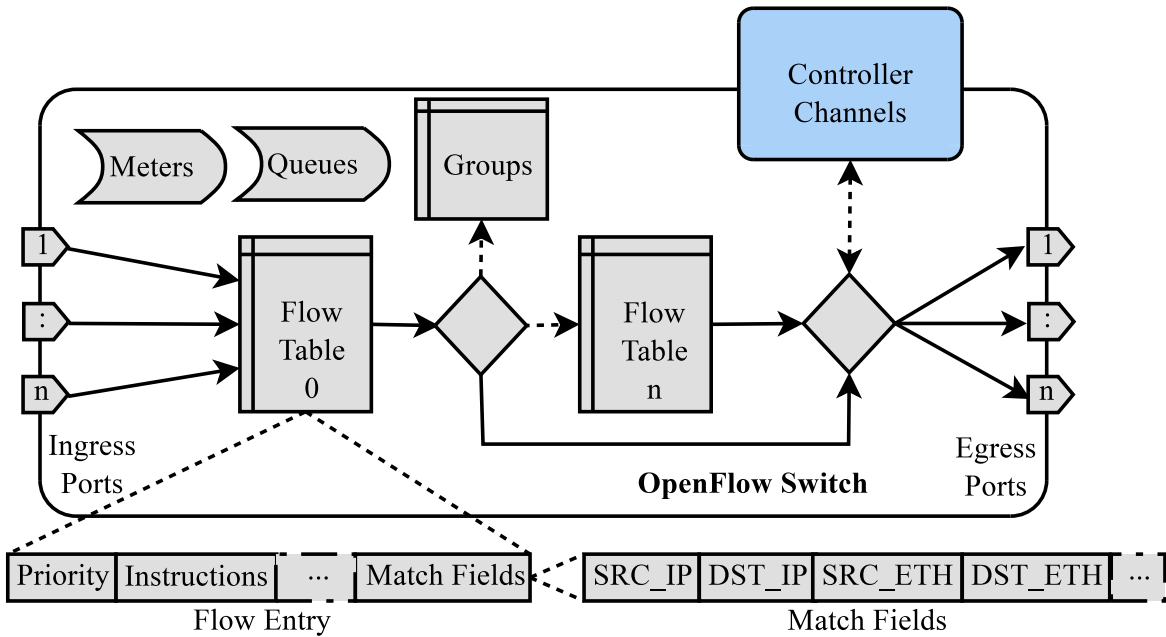 Controller
Channels
Meters
Queues
Groups
1
:
n
Flow
Table
0
Flow
Table
n
1
:
n
Ingress
Ports
Egress
Ports
OpenFlow Switch
Priority Instructions ... Match Fields
SRC_IP DST_IP SRC_ETH DST_ETH ...
Flow Entry
Match Fields